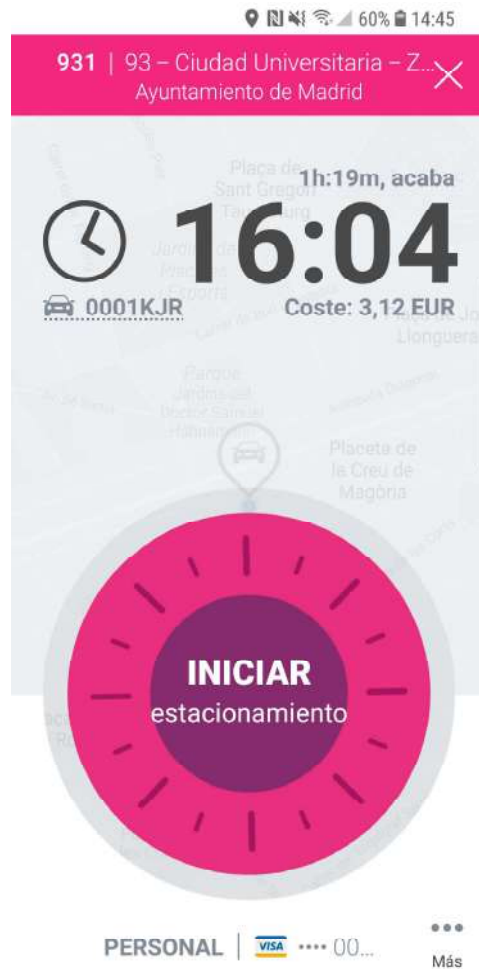 60% 14:45
931 | 93 – Ciudad Universitaria – Z...
Ayuntamiento de Madrid
1h:19m, acaba
16:04
0001KJR
Coste: 3,12 EUR
Plaça de
Sant Gregori
Parque
Jardins del
Doctor Samuel
Hahnemann
Placeta de
la Creu de
Magòria
INICIAR
estacionamiento
PERSONAL | VISA •••• 00...
Más